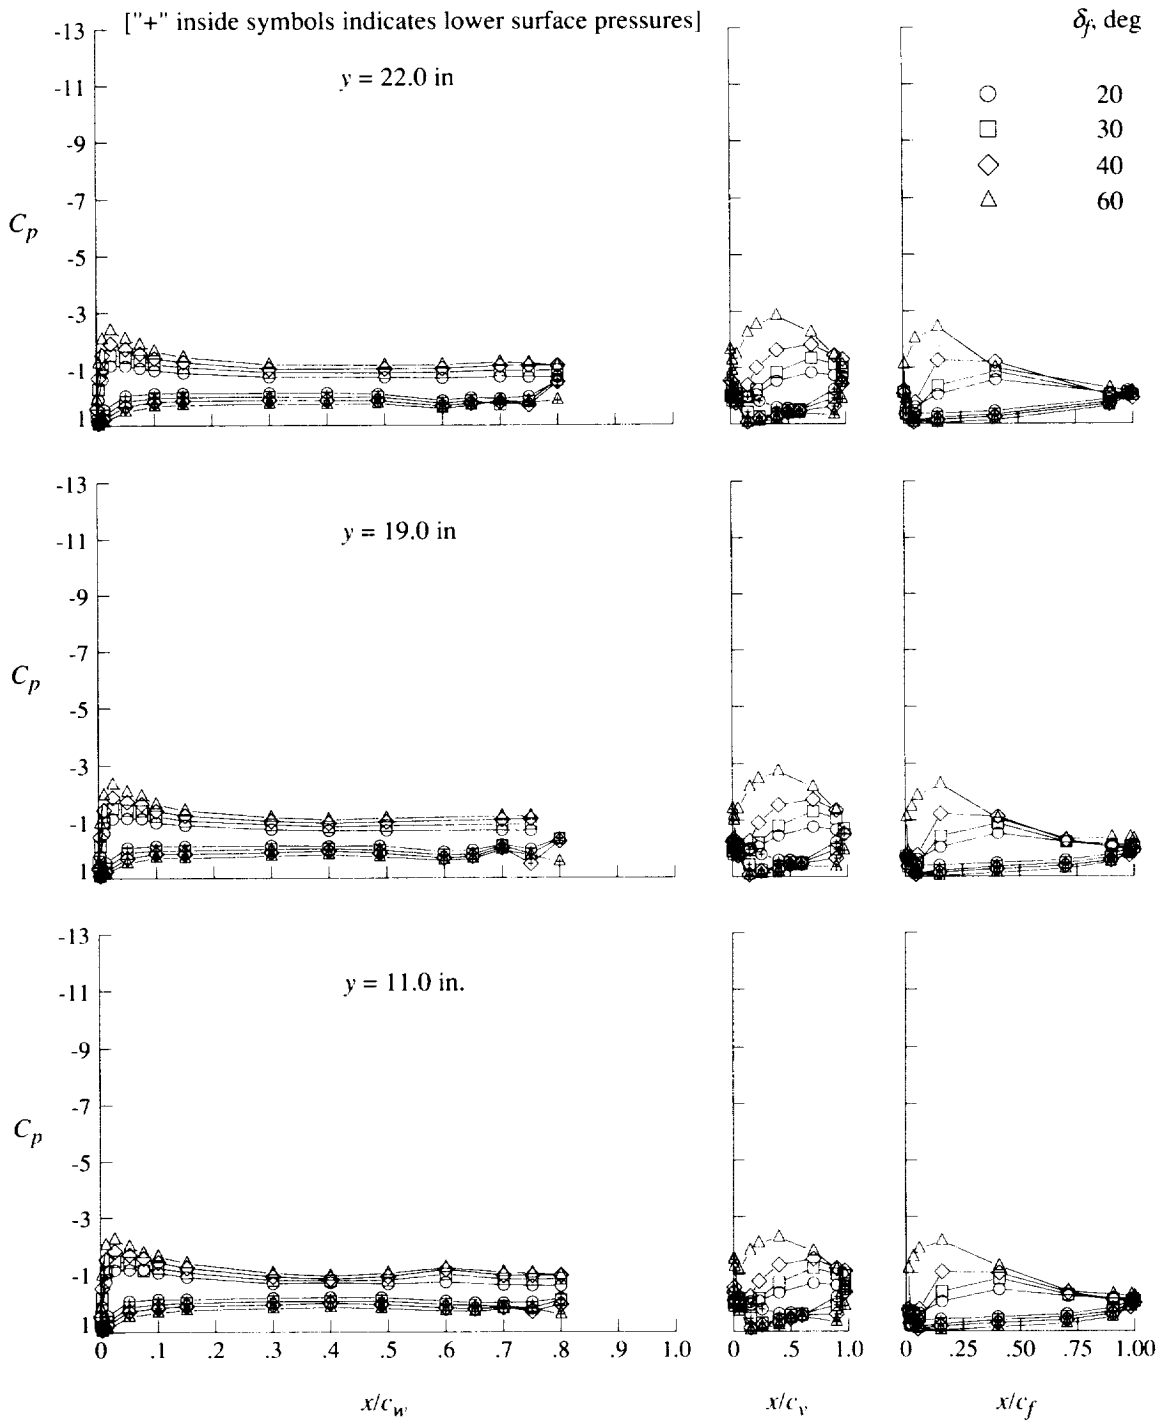 ["+" inside symbols indicates lower surface pressures]
δf, deg
20
30
40
60
y = 22.0 in
-13
-11
-9
-7
-5
-3
-1
1
Cp
y = 19.0 in
-13
-11
-9
-7
-5
-3
-1
1
Cp
y = 11.0 in.
-13
-11
-9
-7
-5
-3
-1
1
Cp
0 .1 .2 .3 .4 .5 .6 .7 .8 .9 1.0
x/cw
0 .5 1.0
x/cv
0 .25 .50 .75 1.00
x/cf